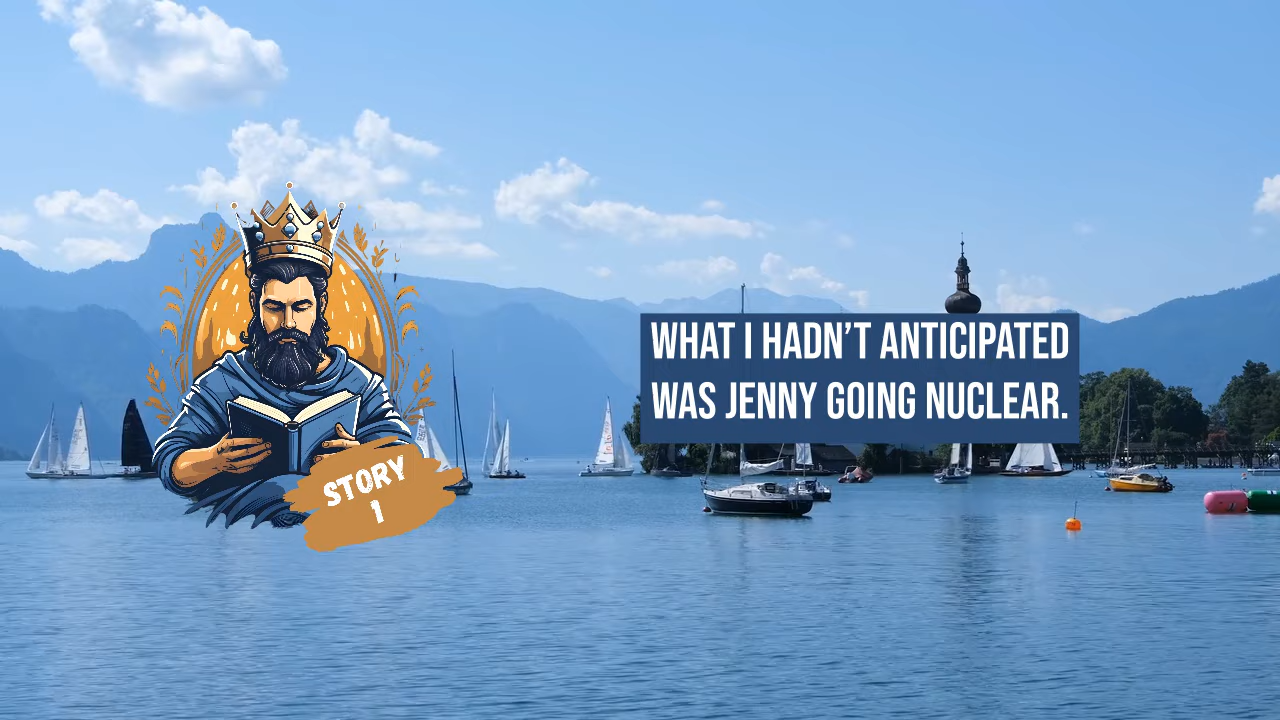 STORY
1
WHAT I HADN’T ANTICIPATED
WAS JENNY GOING NUCLEAR.